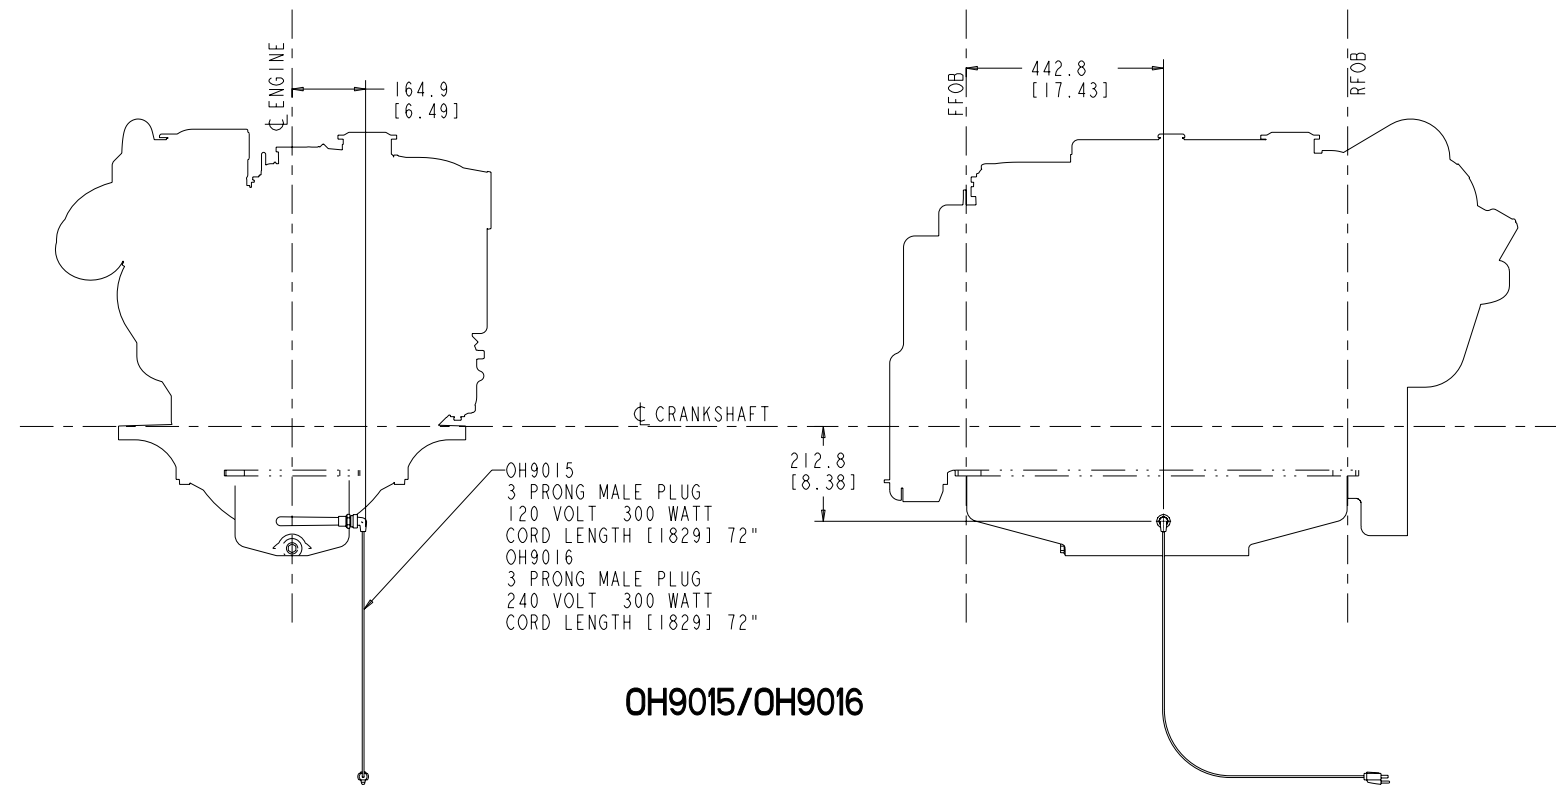 ℄ ENGINE
164.9
[6.49]
FFOB
442.8
[17.43]
RFOB
℄ CRANKSHAFT
212.8
[8.38]
OH9015
3 PRONG MALE PLUG
120 VOLT 300 WATT
CORD LENGTH [1829] 72"
OH9016
3 PRONG MALE PLUG
240 VOLT 300 WATT
CORD LENGTH [1829] 72"
OH9015/OH9016